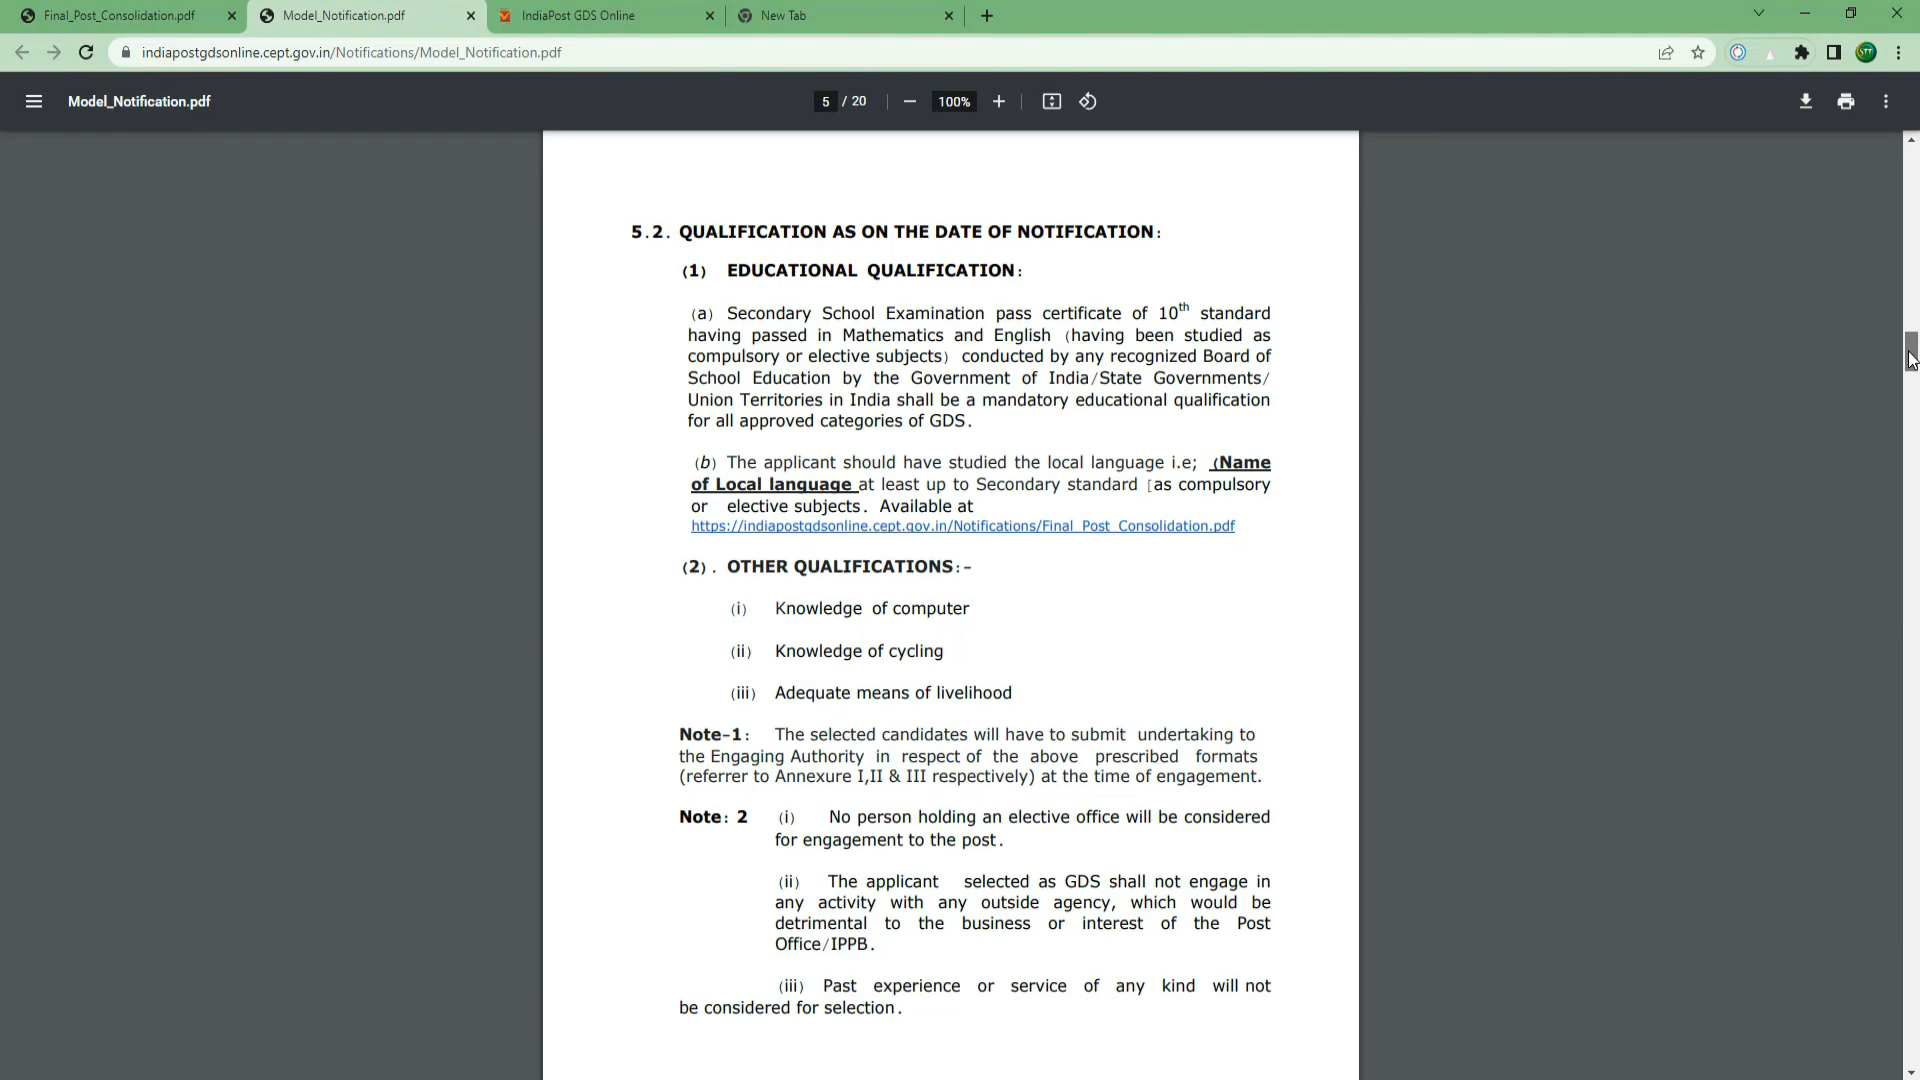 Final_Post_Consolidation.pdf
Model_Notification.pdf
IndiaPost GDS Online
New Tab
indiapostgdsonline.cept.gov.in/Notifications/Model_Notification.pdf
STT
Model_Notification.pdf
5 / 20
100%
5.2. QUALIFICATION AS ON THE DATE OF NOTIFICATION:
(1) EDUCATIONAL QUALIFICATION:
(a) Secondary School Examination pass certificate of 10th standard
having passed in Mathematics and English (having been studied as
compulsory or elective subjects) conducted by any recognized Board of
School Education by the Government of India/State Governments/
Union Territories in India shall be a mandatory educational qualification
for all approved categories of GDS.
(b) The applicant should have studied the local language i.e; (Name
of Local language at least up to Secondary standard [as compulsory
or elective subjects. Available at
https://indiapostgdsonline.cept.gov.in/Notifications/Final_Post_Consolidation.pdf
(2). OTHER QUALIFICATIONS:-
(i) Knowledge of computer
(ii) Knowledge of cycling
(iii) Adequate means of livelihood
Note-1: The selected candidates will have to submit undertaking to
the Engaging Authority in respect of the above prescribed formats
(referrer to Annexure I,II & III respectively) at the time of engagement.
Note: 2 (i) No person holding an elective office will be considered
for engagement to the post.
(ii) The applicant selected as GDS shall not engage in
any activity with any outside agency, which would be
detrimental to the business or interest of the Post
Office/IPPB.
(iii) Past experience or service of any kind will not
be considered for selection.